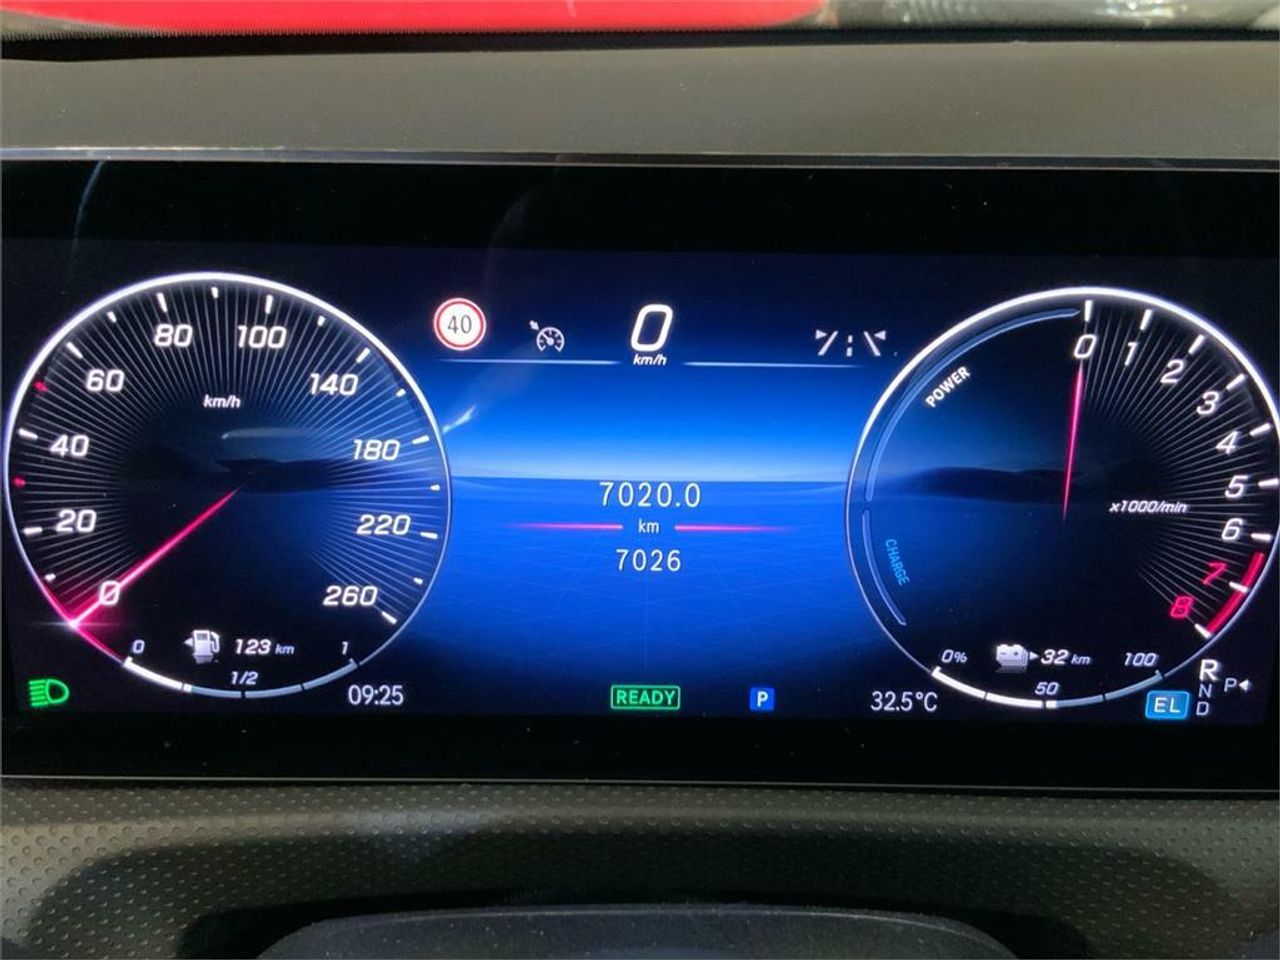 80 100
60 140
km/h
40 180
20 220
0 260
0 123 km 1
1/2
09:25
40
0
km/h
7020.0
km
7026
READY
P
32.5°C
POWER
CHARGE
0 1 2 3 4 5 6 7 8
x1000/min
0% 32 km 100
50
EL
R
N
D
P